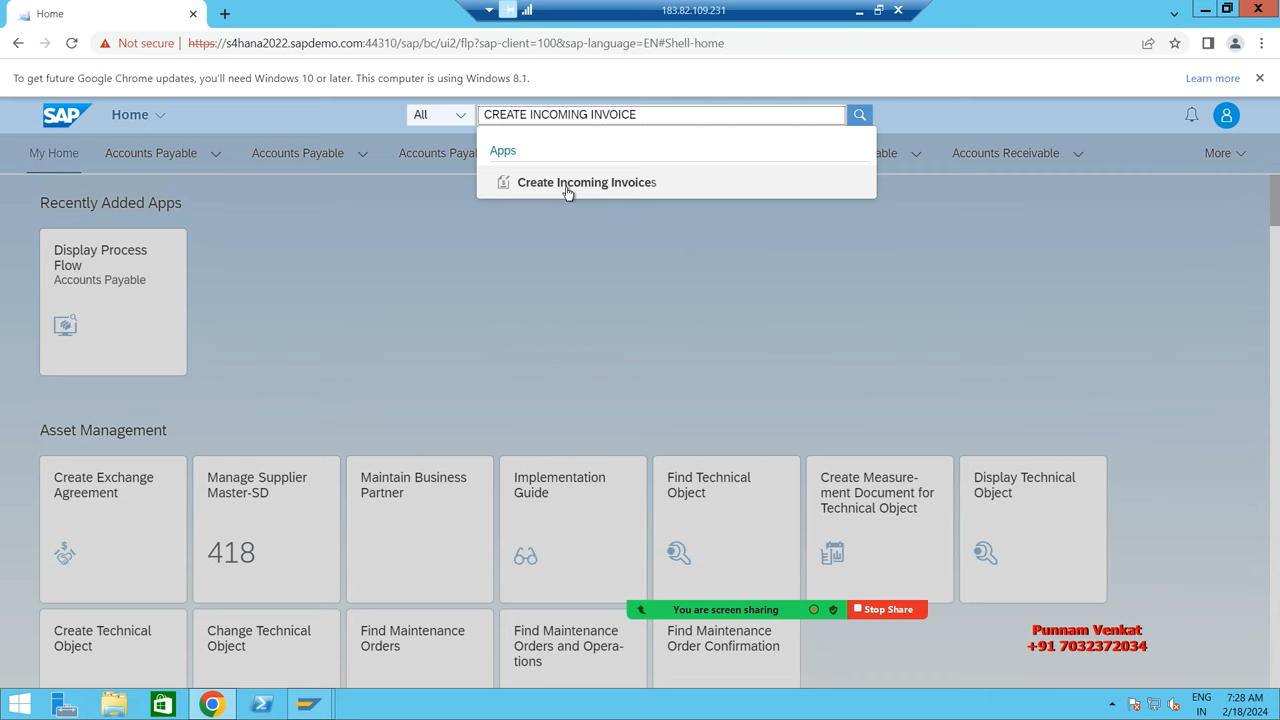 Home
183.82.109.231
Not secure
https://s4hana2022.sapdemo.com:44310/sap/bc/ui2/flp?sap-client=100&sap-language=EN#Shell-home
To get future Google Chrome updates, you'll need Windows 10 or later. This computer is using Windows 8.1.
Learn more
SAP
Home
All
CREATE INCOMING INVOICE
My Home
Accounts Payable
Accounts Payable
Accounts Payal
able
Accounts Receivable
More
Apps
Create Incoming Invoices
Recently Added Apps
Display Process
Flow
Accounts Payable
Asset Management
Create Exchange
Agreement
Manage Supplier
Master-SD
418
Maintain Business
Partner
Implementation
Guide
Find Technical
Object
Create Measure-
ment Document for
Technical Object
Display Technical
Object
You are screen sharing
Stop Share
Create Technical
Object
Change Technical
Object
Find Maintenance
Orders
Find Maintenance
Orders and Opera-
tions
Find Maintenance
Order Confirmation
Punnam Venkat
+91 7032372034
ENG
IN
7:28 AM
2/18/2024